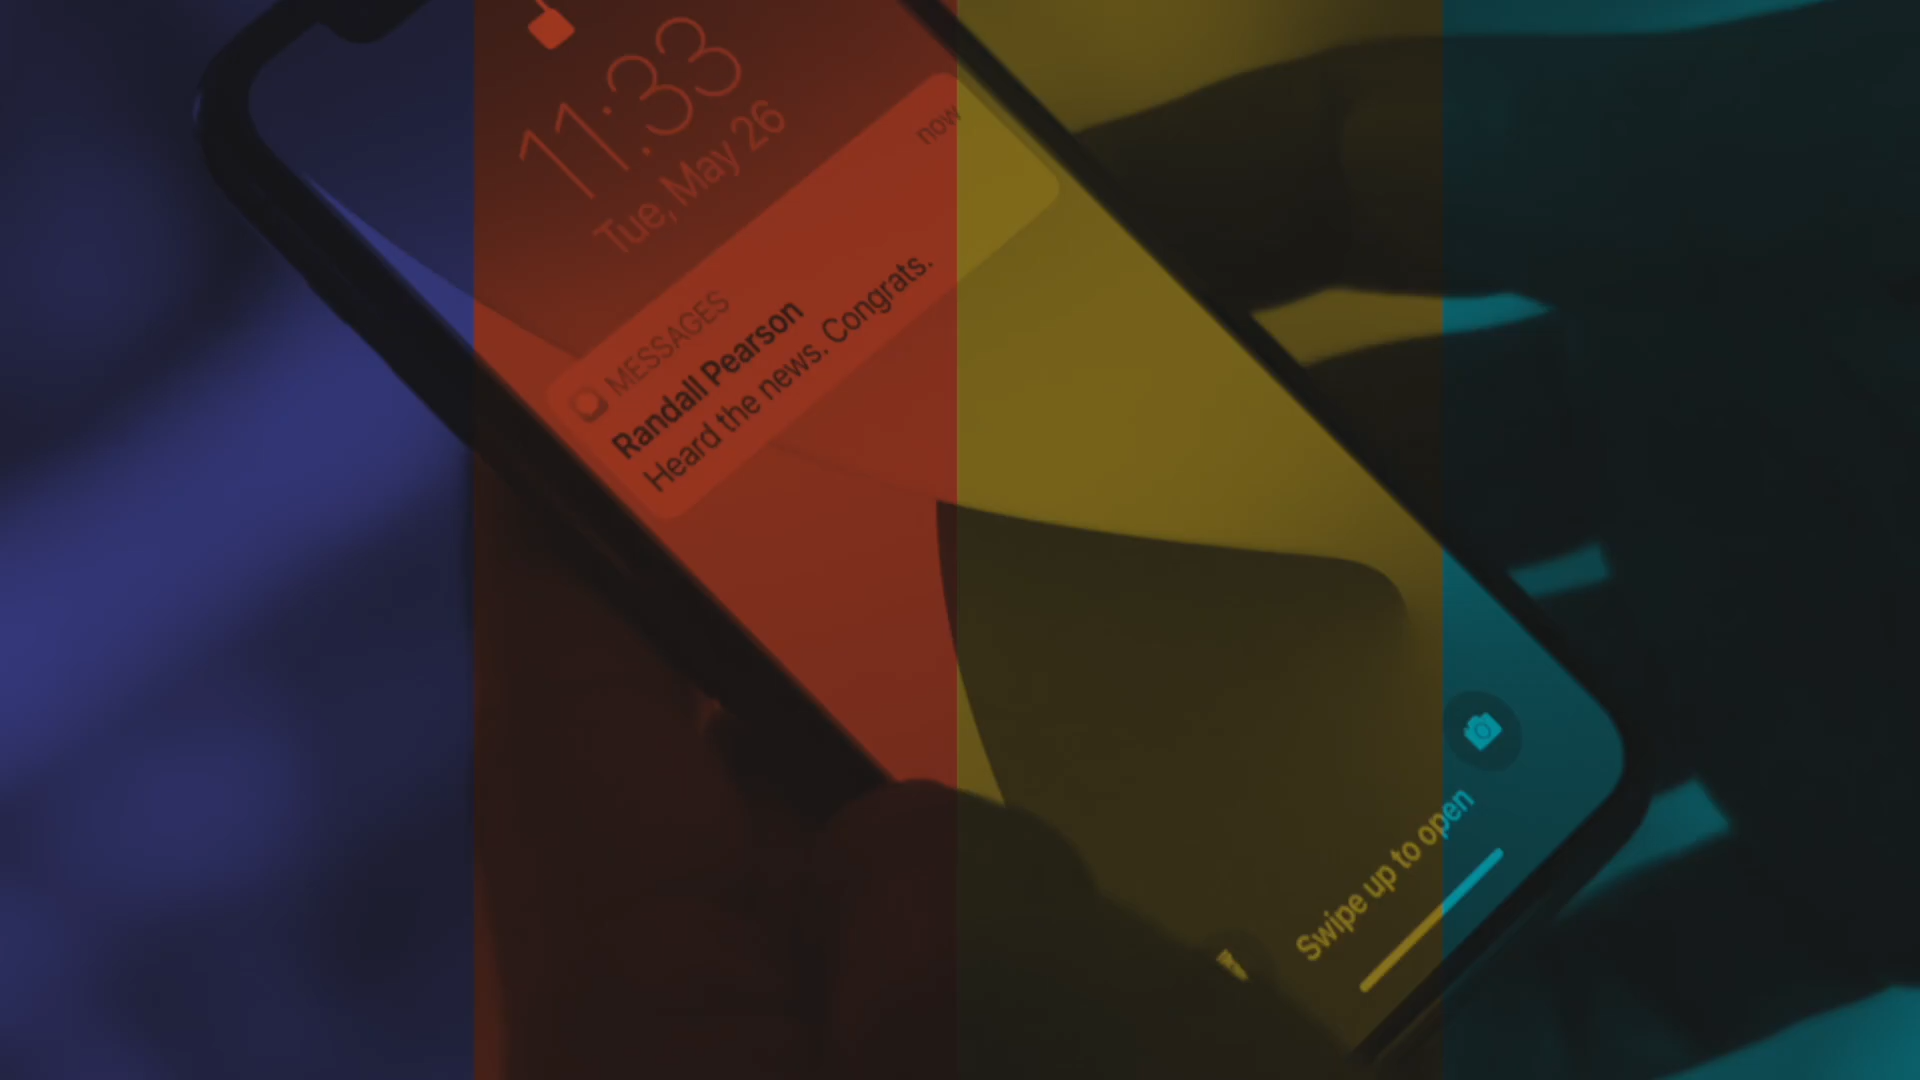 11:33
Tue, May 26
MESSAGES
now
Randall Pearson
Heard the news. Congrats.
Swipe up to open